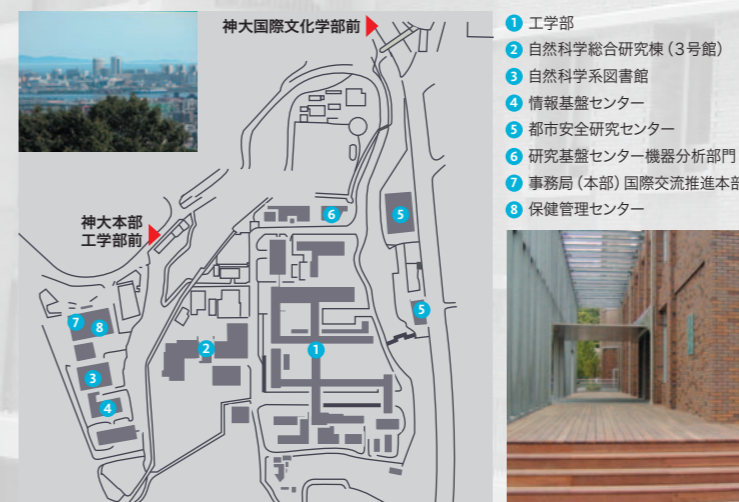 神大国際文化学部前
神大本部
工学部前
7
8
3
4
2
6
5
5
1
1 工学部
2 自然科学総合研究棟(3号館)
3 自然科学系図書館
4 情報基盤センター
5 都市安全研究センター
6 研究基盤センター機器分析部門
7 事務局(本部)国際交流推進本部
8 保健管理センター